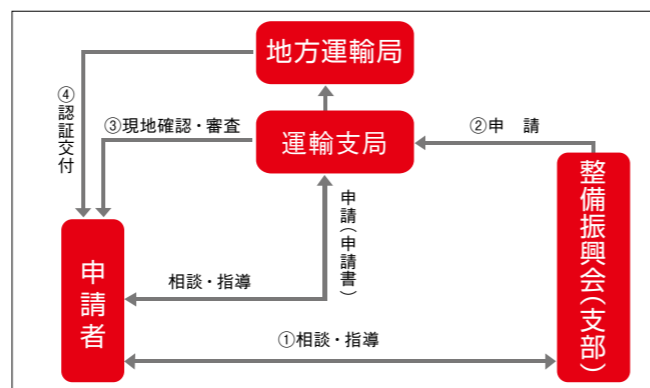 地方運輸局
④認証交付
③現地確認・審査
運輸支局
②申　請
整備振興会(支部)
申請(申請書)
申請者
相談・指導
①相談・指導